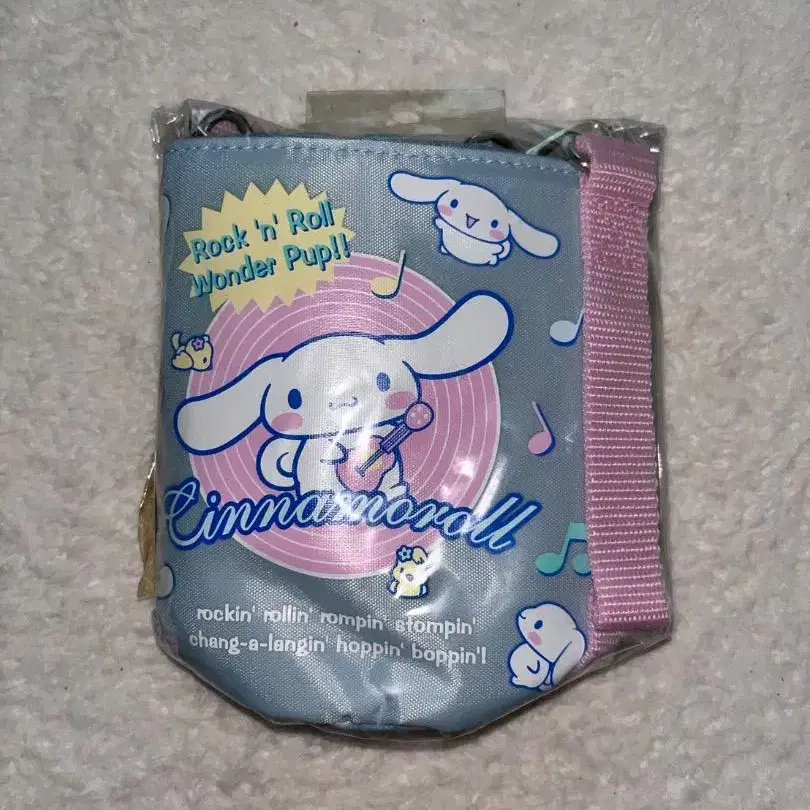 Rock 'n' Roll
Wonder Pup!!
Cinnamoroll
rockin' rollin' rompin' stompin'
chang-a-langin' hoppin' boppin'!